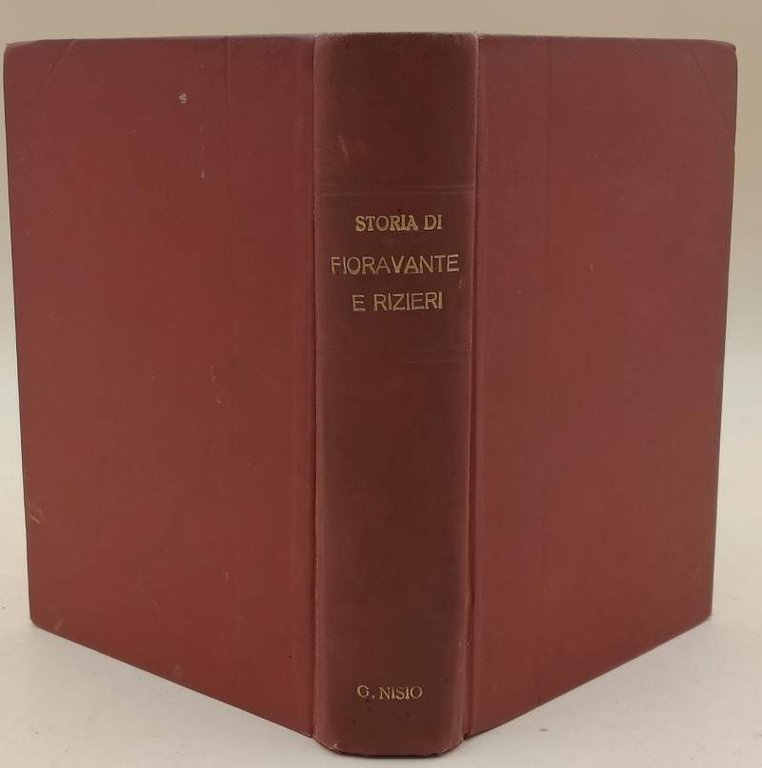 STORIA DI
FIORAVANTE
E RIZIERI
G. NISIO